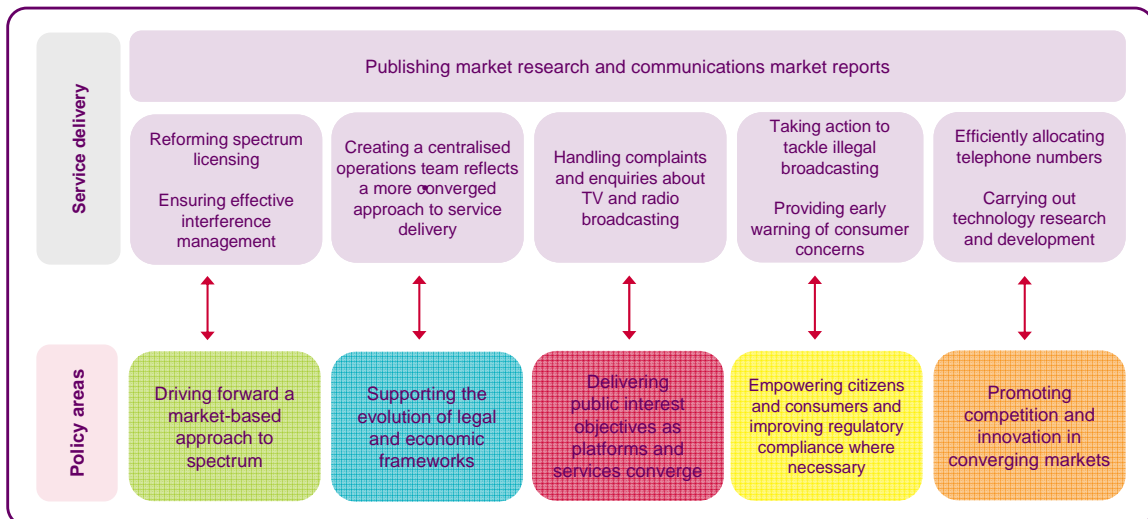 Service delivery
Publishing market research and communications market reports
Reforming spectrum
licensing
Ensuring effective
interference
management
Creating a centralised
operations team reflects
a more converged
approach to service
delivery
Handling complaints
and enquiries about
TV and radio
broadcasting
Taking action to
tackle illegal
broadcasting
Providing early
warning of consumer
concerns
Efficiently allocating
telephone numbers
Carrying out
technology research
and development
Policy areas
Driving forward a
market-based
approach to
spectrum
Supporting the
evolution of legal
and economic
frameworks
Delivering
public interest
objectives as
platforms and
services converge
Empowering citizens
and consumers and
improving regulatory
compliance where
necessary
Promoting
competition and
innovation in
converging markets